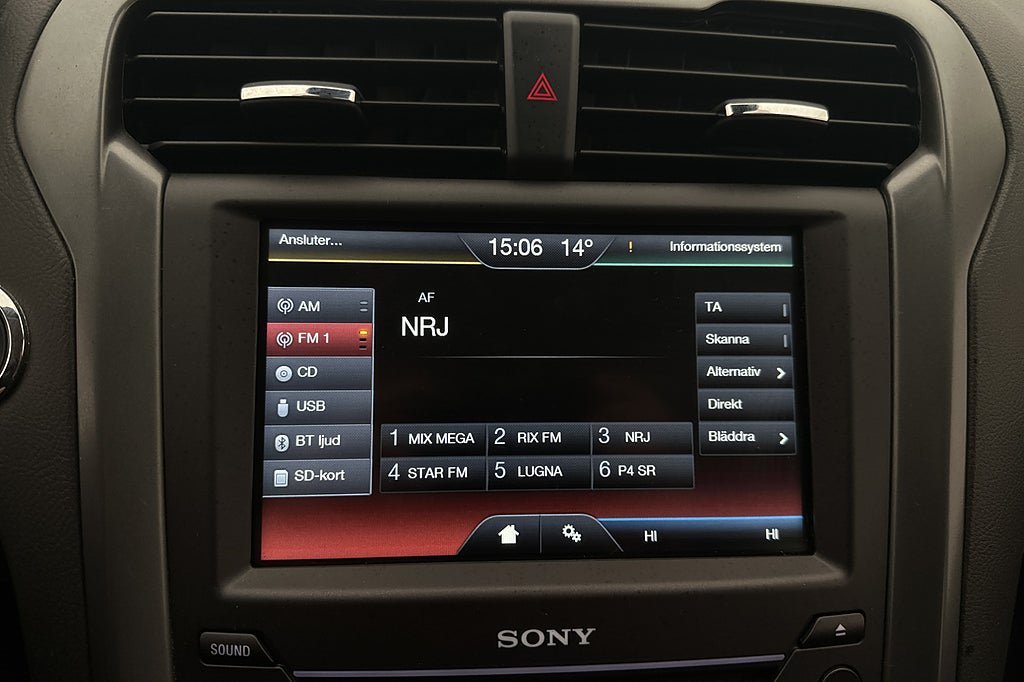 Ansluter...
15:06 14º ! Informationssystem
AM
FM 1
CD
USB
BT ljud
SD-kort
AF
NRJ
TA
Skanna
Alternativ
Direkt
Bläddra
1 MIX MEGA 2 RIX FM 3 NRJ
4 STAR FM 5 LUGNA 6 P4 SR
HI HI
SONY
SOUND